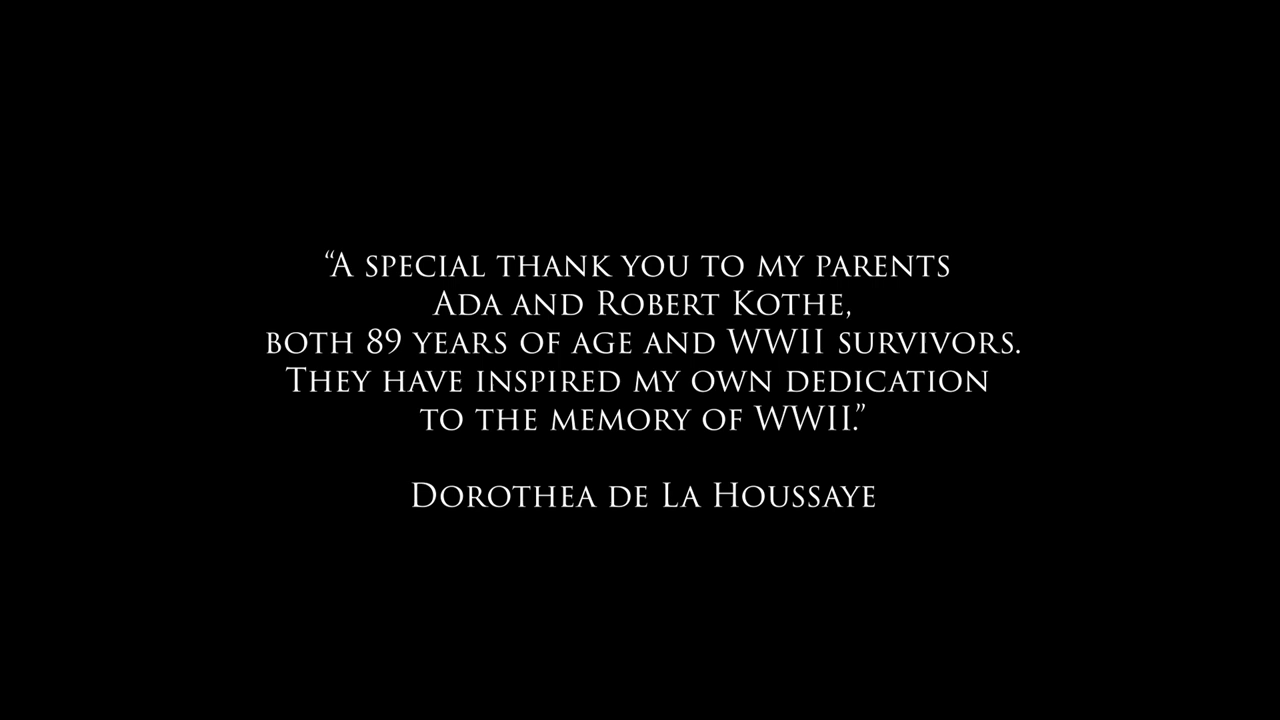 “A special thank you to my parents
Ada and Robert Kothe,
both 89 years of age and WWII survivors.
They have inspired my own dedication
to the memory of WWII.”
Dorothea de La Houssaye